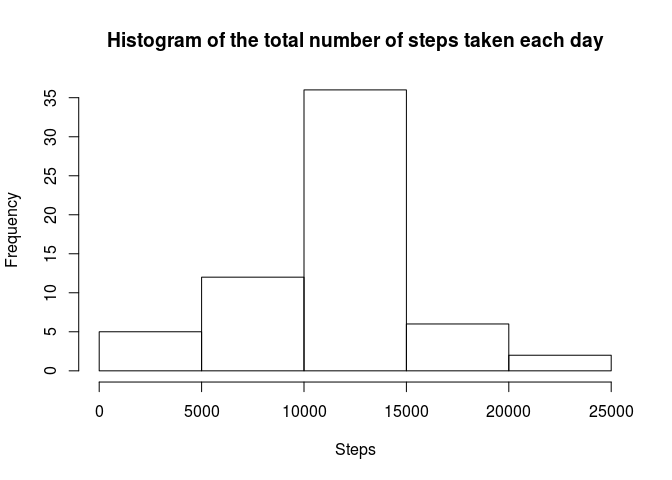 Histogram of the total number of steps taken each day
Frequency
35
30
25
20
15
10
5
0
0 5000 10000 15000 20000 25000
Steps